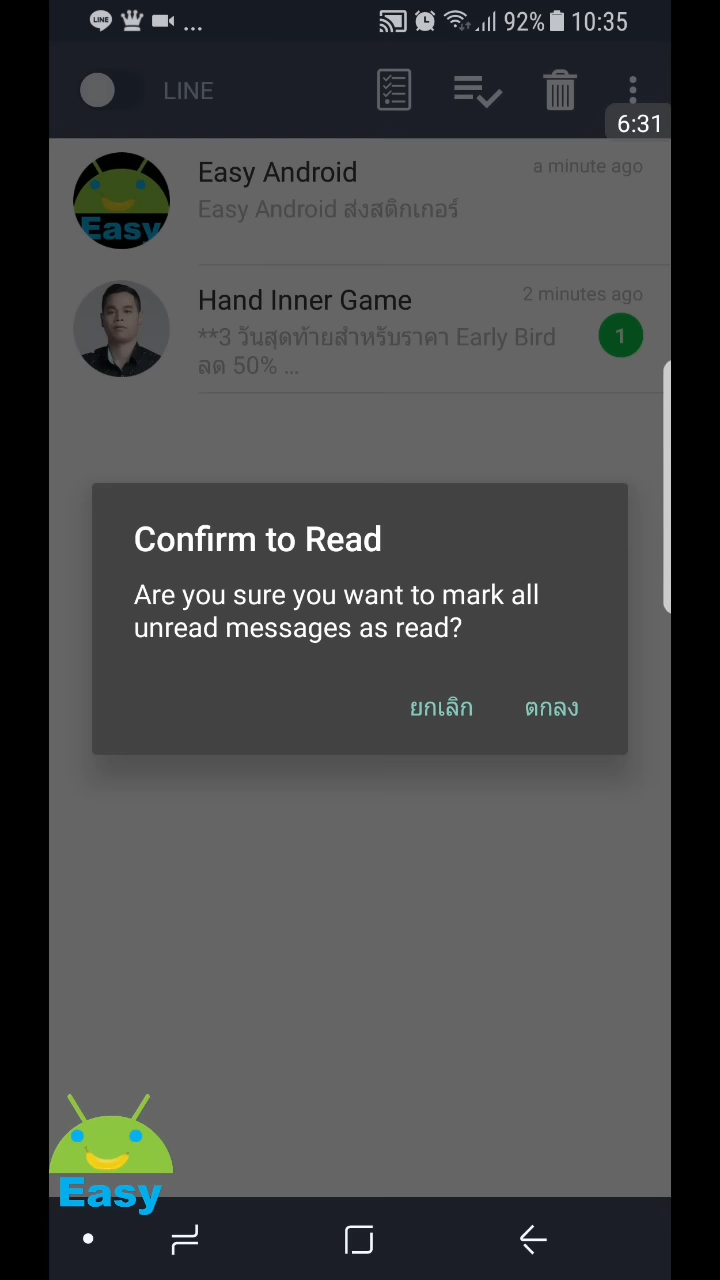 LINE
...
92%
10:35
LINE
6:31
Easy Android
a minute ago
Easy Android ส่งสติกเกอร์
Easy
Hand Inner Game
2 minutes ago
**3 วันสุดท้ายสำหรับราคา Early Bird
ลด 50% ...
1
Confirm to Read
Are you sure you want to mark all
unread messages as read?
ยกเลิก
ตกลง
Easy